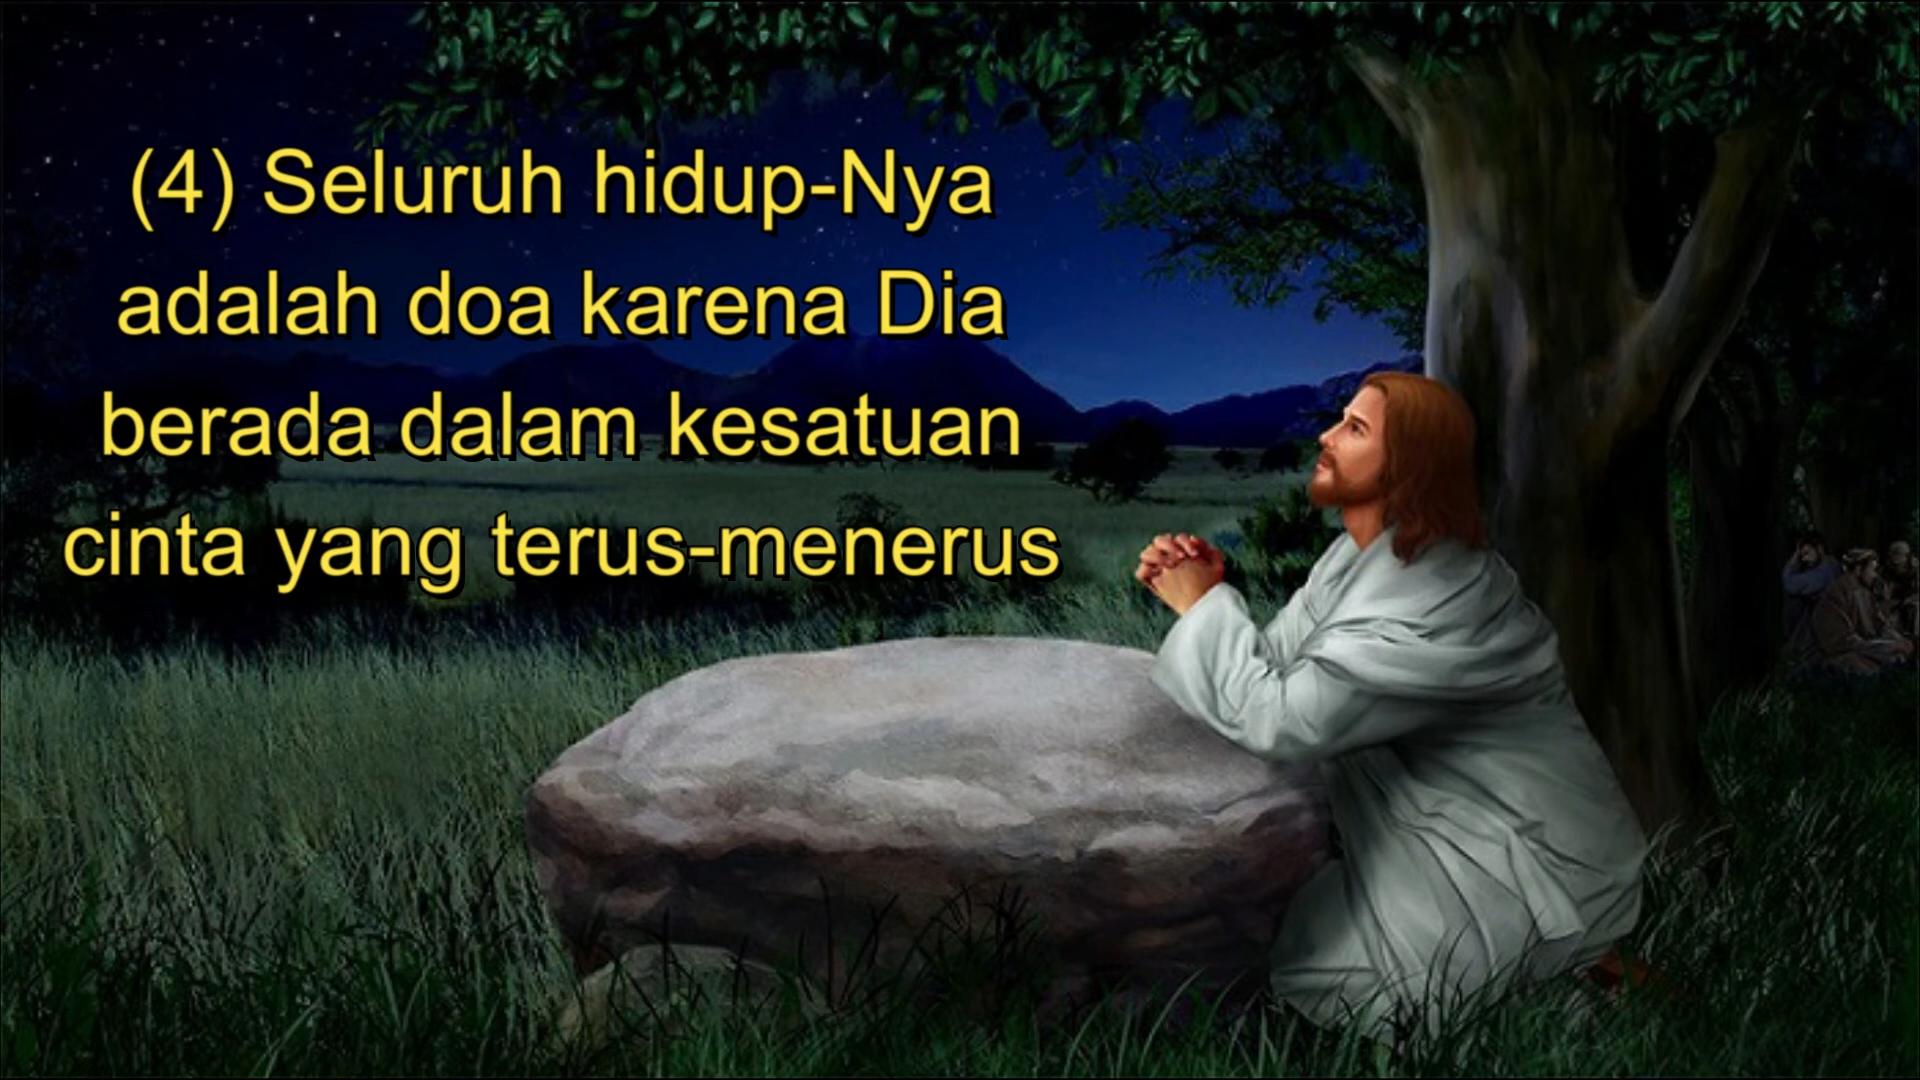 (4) Seluruh hidup-Nya
adalah doa karena Dia
berada dalam kesatuan
cinta yang terus-menerus